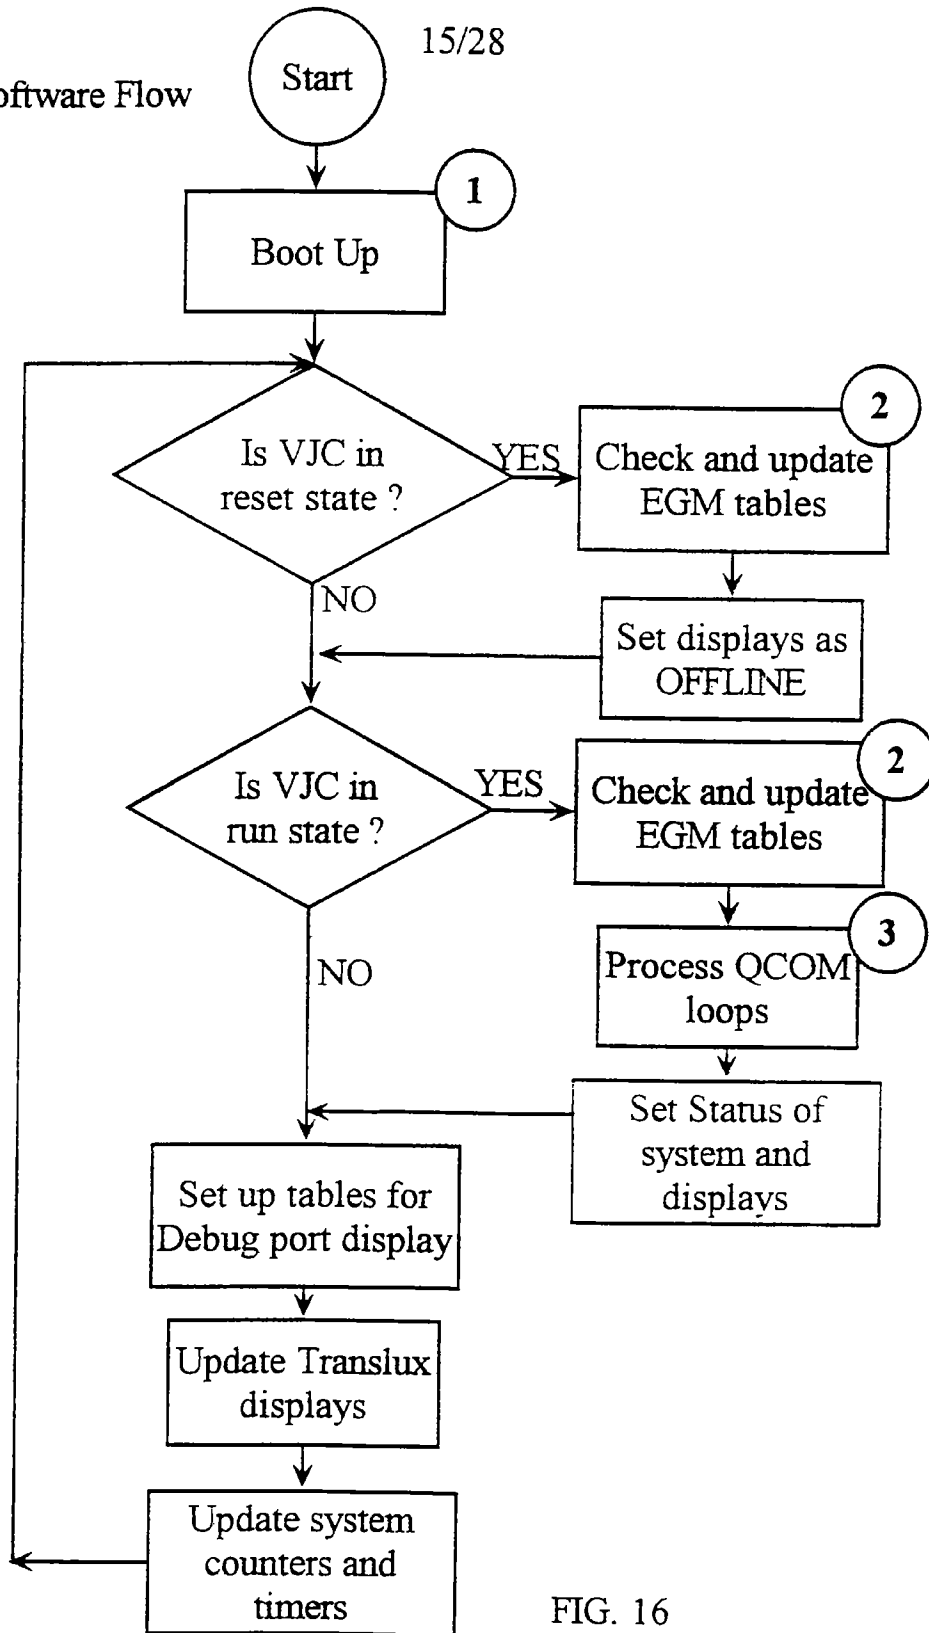 15/28
oftware Flow
Start
1
Boot Up
2
Is VJC in
reset state ?
YES
Check and update
EGM tables
NO
Set displays as
OFFLINE
2
Is VJC in
run state ?
YES
Check and update
EGM tables
3
NO
Process QCOM
loops
Set Status of
system and
displays
Set up tables for
Debug port display
Update Translux
displays
Update system
counters and
timers
FIG. 16